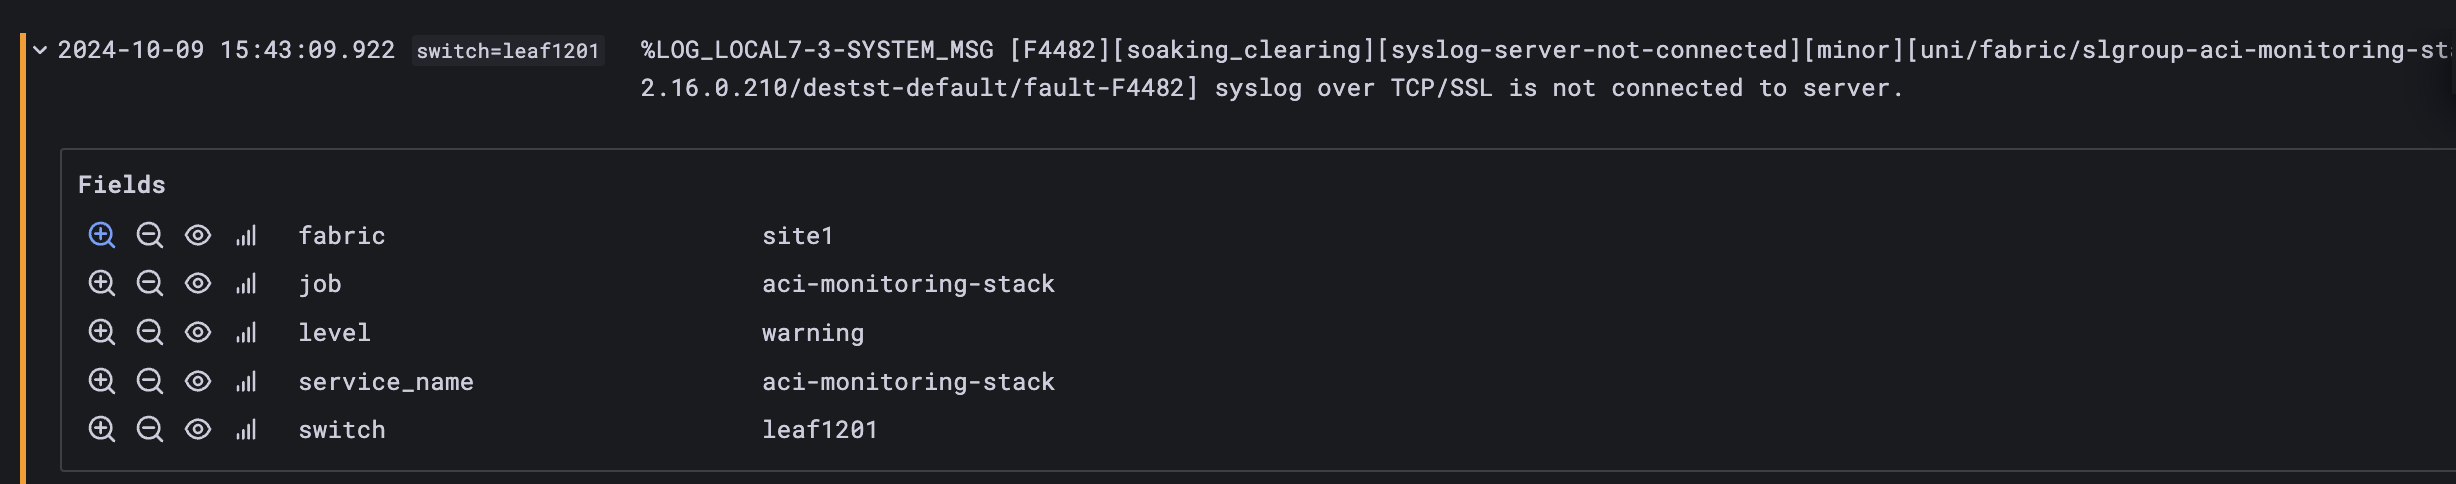 2024-10-09 15:43:09.922 switch=leaf1201 %LOG_LOCAL7-3-SYSTEM_MSG [F4482][soaking_clearing][syslog-server-not-connected][minor][uni/fabric/slgroup-aci-monitoring-st
2.16.0.210/destst-default/fault-F4482] syslog over TCP/SSL is not connected to server.
Fields
fabric site1
job aci-monitoring-stack
level warning
service_name aci-monitoring-stack
switch leaf1201